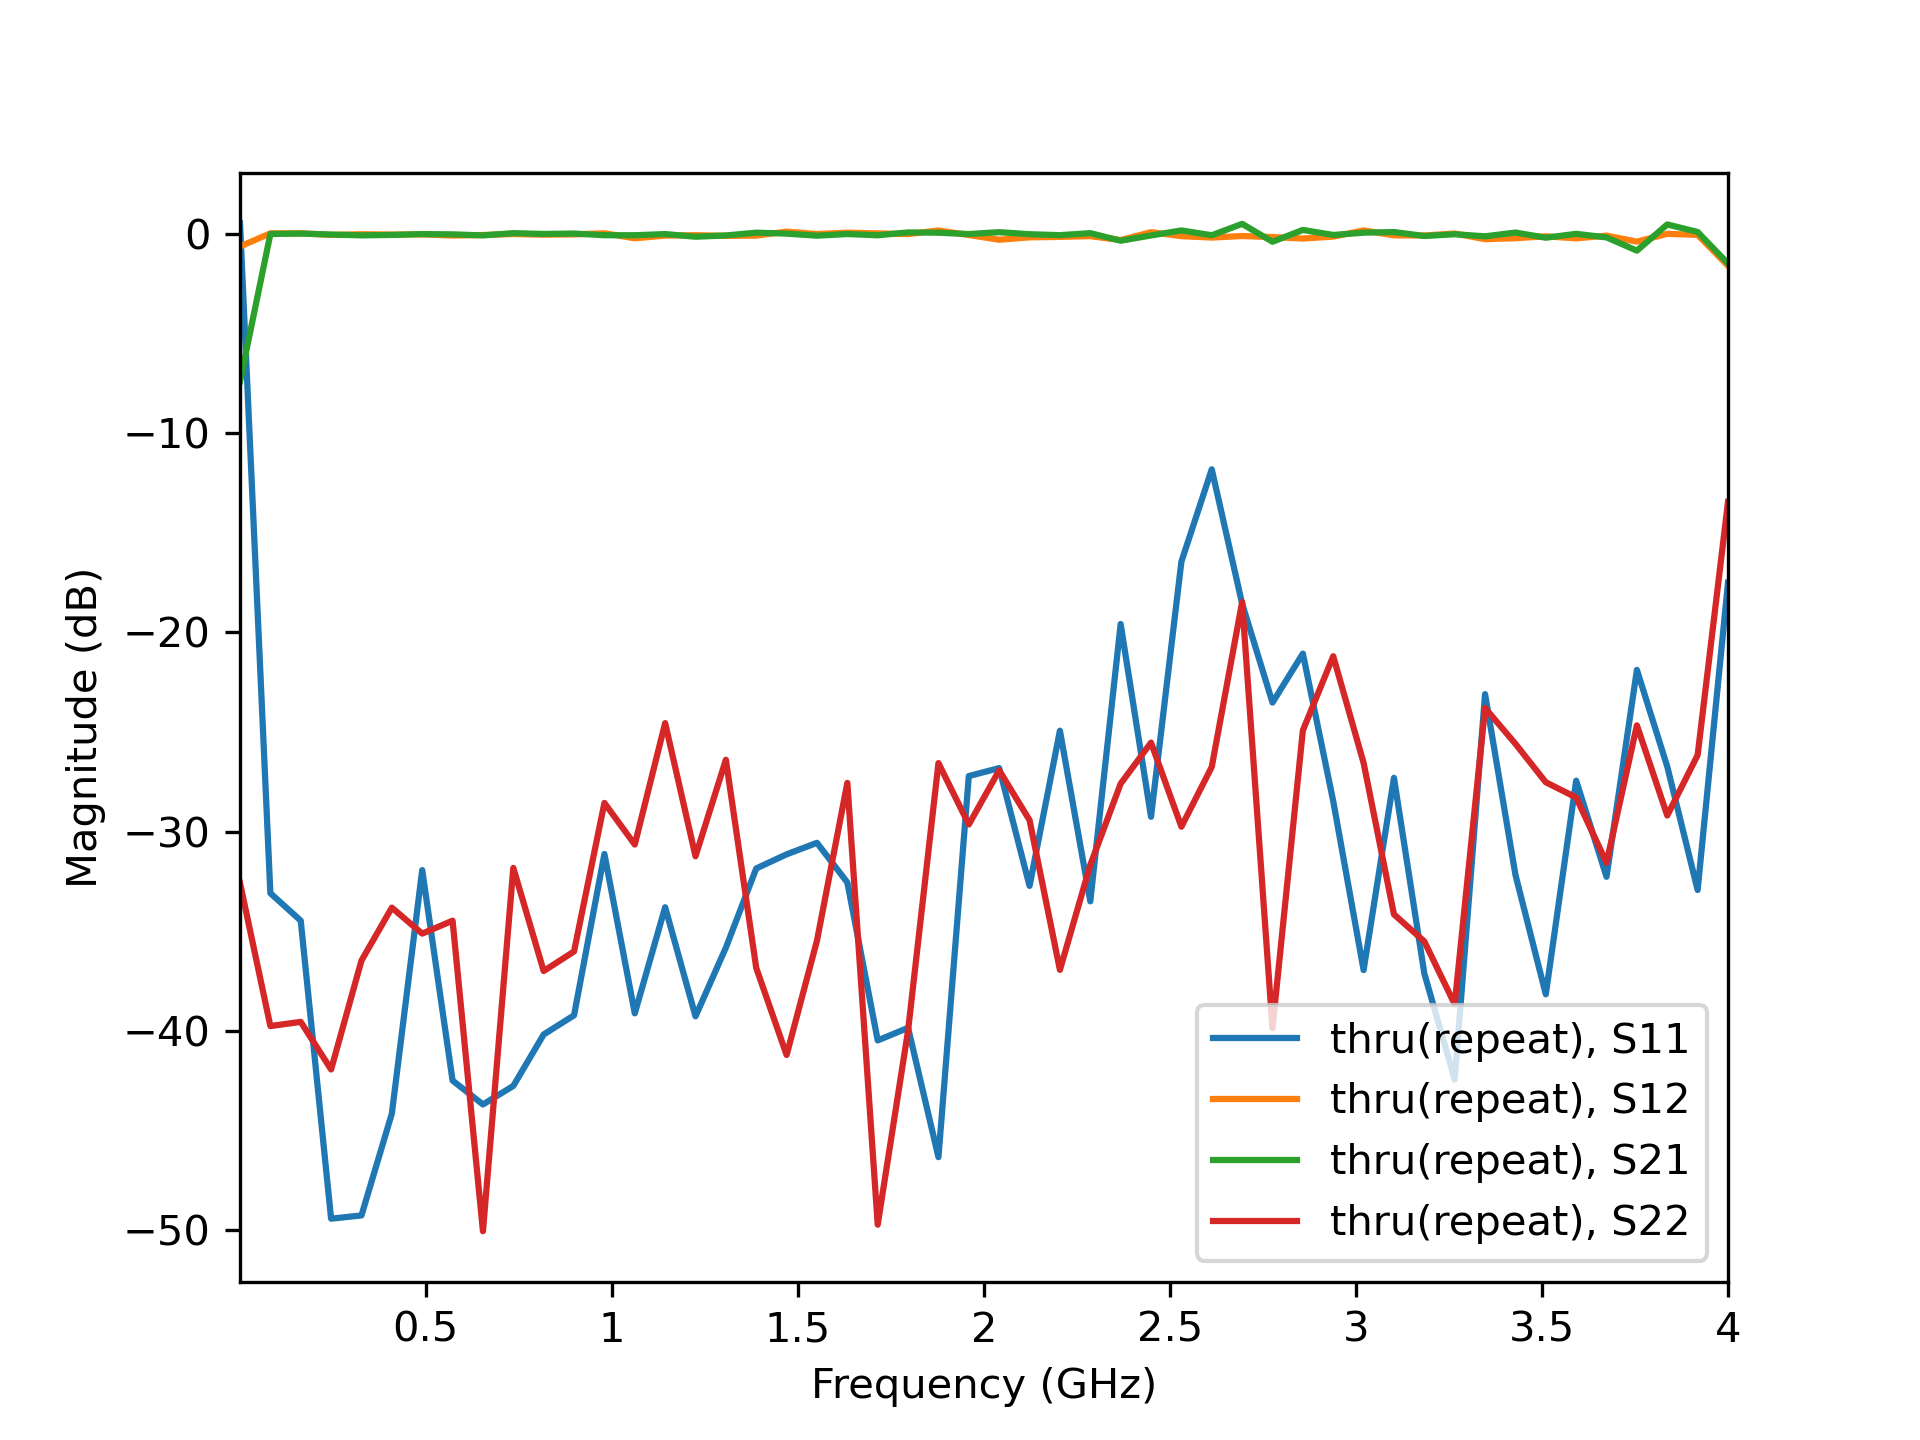 0
−10
−20
−30
−40
−50
Magnitude (dB)
thru(repeat), S11
thru(repeat), S12
thru(repeat), S21
thru(repeat), S22
0.5 1 1.5 2 2.5 3 3.5 4
Frequency (GHz)